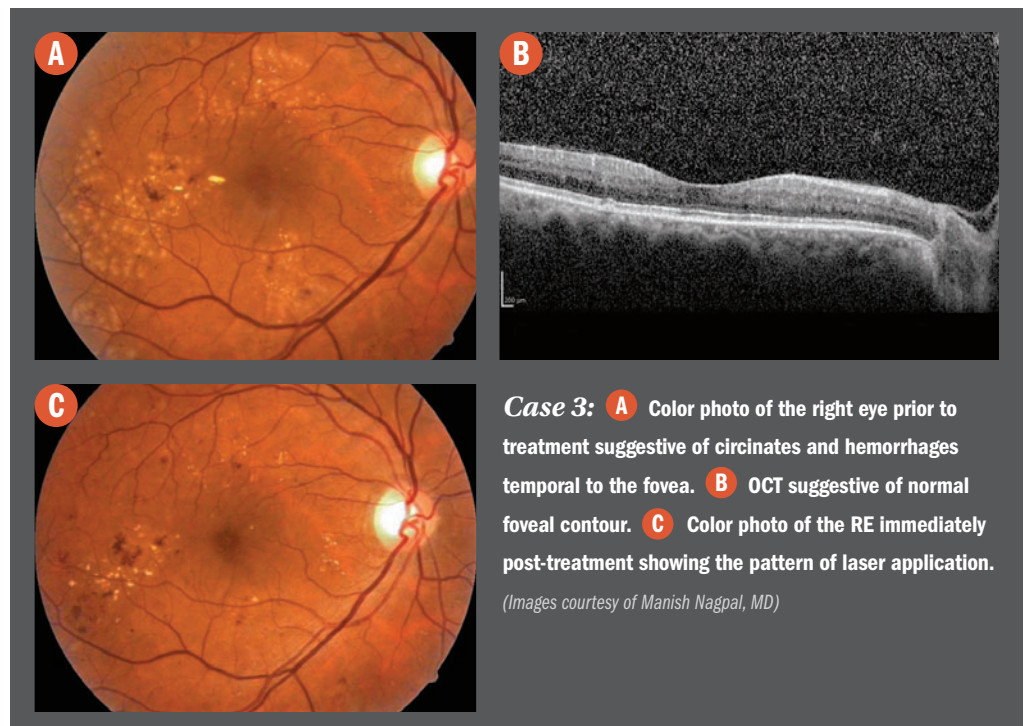 A
B
200 µm
C
Case 3: A Color photo of the right eye prior to
treatment suggestive of circinates and hemorrhages
temporal to the fovea. B OCT suggestive of normal
foveal contour. C Color photo of the RE immediately
post-treatment showing the pattern of laser application.
(Images courtesy of Manish Nagpal, MD)